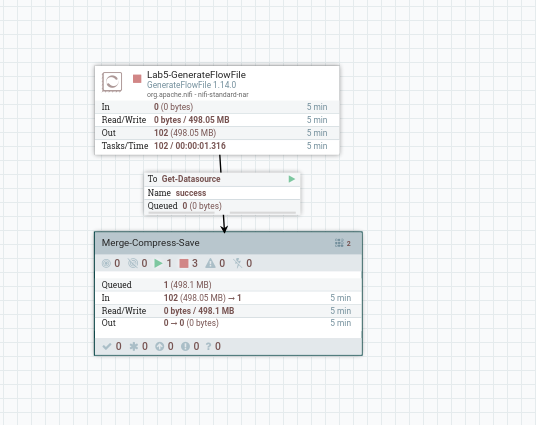 Lab5-GenerateFlowFile
GenerateFlowFile 1.14.0
org.apache.nifi - nifi-standard-nar
In 0 (0 bytes) 5 min
Read/Write 0 bytes / 498.05 MB 5 min
Out 102 (498.05 MB) 5 min
Tasks/Time 102 / 00:00:01.316 5 min
To Get-Datasource
Name success
Queued 0 (0 bytes)
Merge-Compress-Save 2
0 0 1 3 0 0
Queued 1 (498.1 MB)
In 102 (498.05 MB) → 1 5 min
Read/Write 0 bytes / 498.1 MB 5 min
Out 0 → 0 (0 bytes) 5 min
0 0 0 0 ? 0